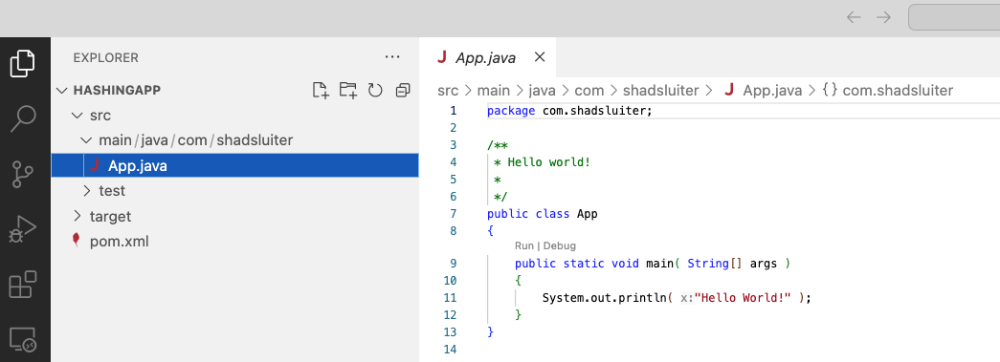 EXPLORER ...
HASHINGAPP
src
main/java/com/shadsluiter
J App.java
test
target
pom.xml
J App.java
src > main > java > com > shadsluiter > J App.java > {} com.shadsluiter
1 package com.shadsluiter;
2
3 /**
4  * Hello world!
5  *
6  */
7 public class App
8 {
Run | Debug
9     public static void main( String[] args )
10     {
11         System.out.println( x:"Hello World!" );
12     }
13 }
14